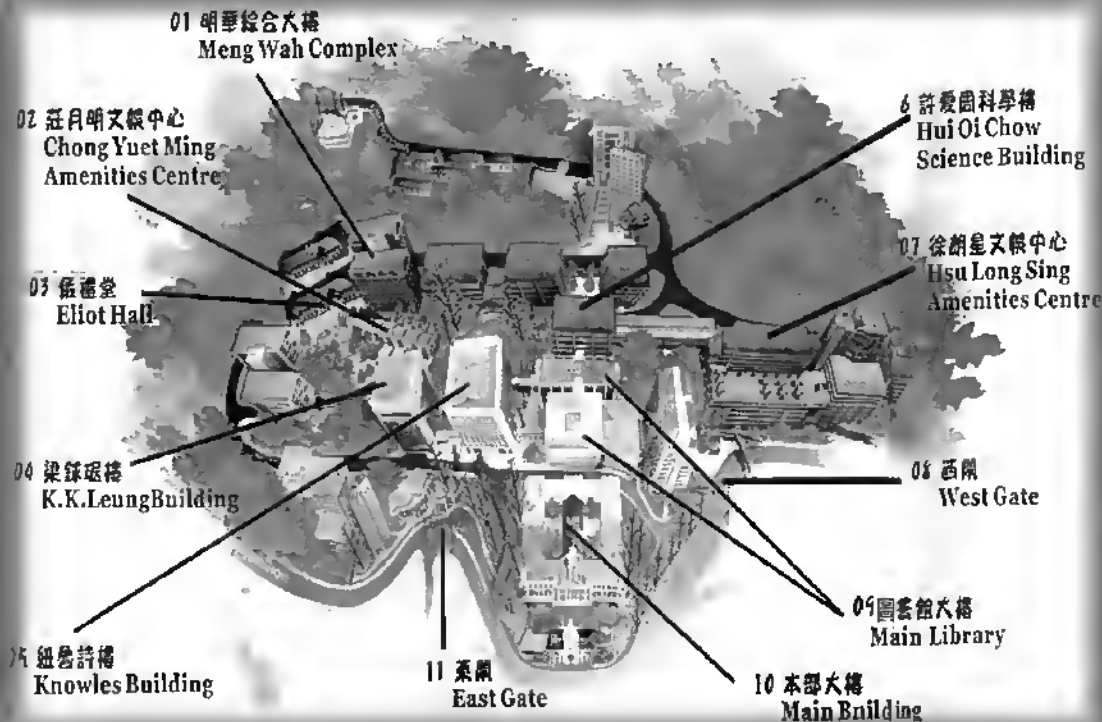 01 明華綜合大樓
Meng Wah Complex
02 莊月明文娛中心
Chong Yuet Ming
Amenities Centre
03 儀禮堂
Eliot Hall
04 梁銶琚樓
K.K.Leung Building
05 鈕魯詩樓
Knowles Building
6 許愛周科學樓
Hui Oi Chow
Science Building
07 徐朗星文娛中心
Hsu Long Sing
Amenities Centre
08 西閘
West Gate
09 圖書館大樓
Main Library
10 本部大樓
Main Building
11 東閘
East Gate